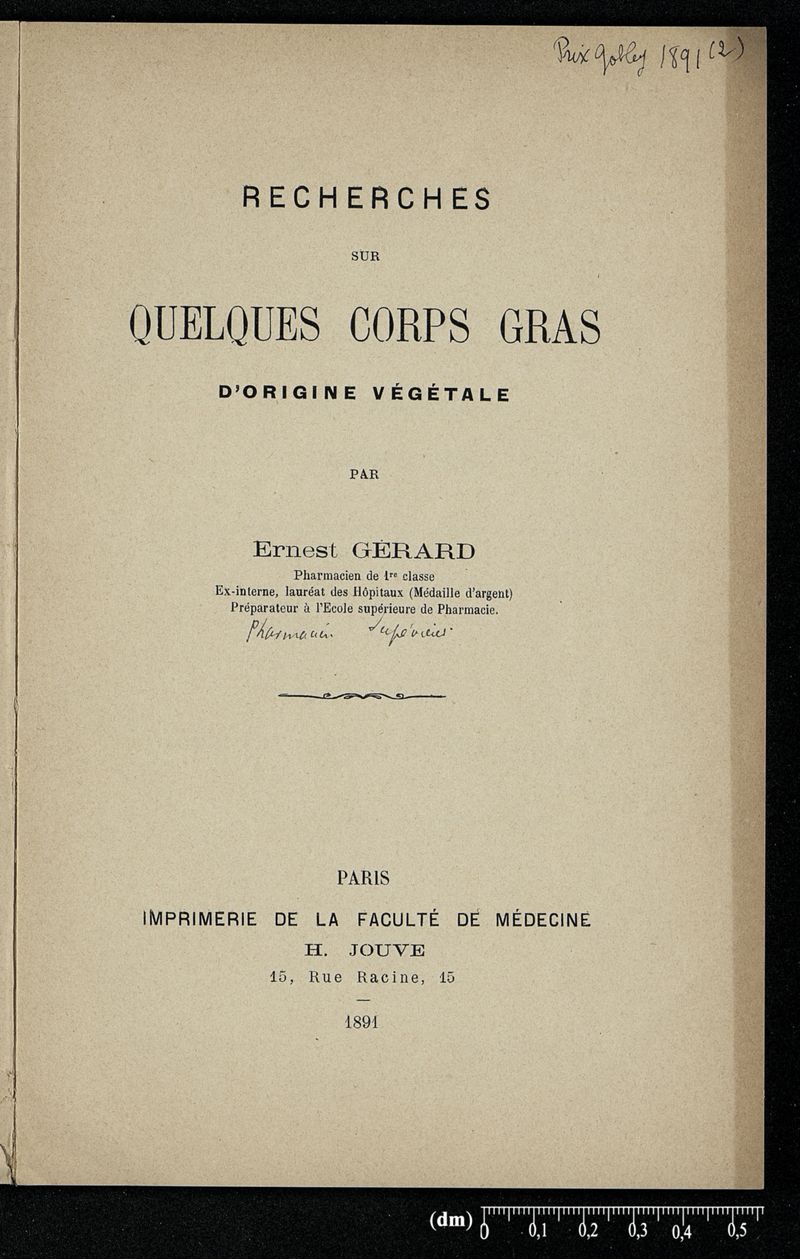 Prix Gobley 1891 (2)
RECHERCHES
SUR
QUELQUES CORPS GRAS
D'ORIGINE VÉGÉTALE
PAR
Ernest GÉRARD
Pharmacien de 1re classe
Ex-interne, lauréat des Hôpitaux (Médaille d'argent)
Préparateur à l'Ecole supérieure de Pharmacie.
Pharmacien Supérieur
PARIS
IMPRIMERIE DE LA FACULTÉ DE MÉDECINE
H. JOUVE
15, Rue Racine, 15
1891
(dm) 0 0,1 0,2 0,3 0,4 0,5